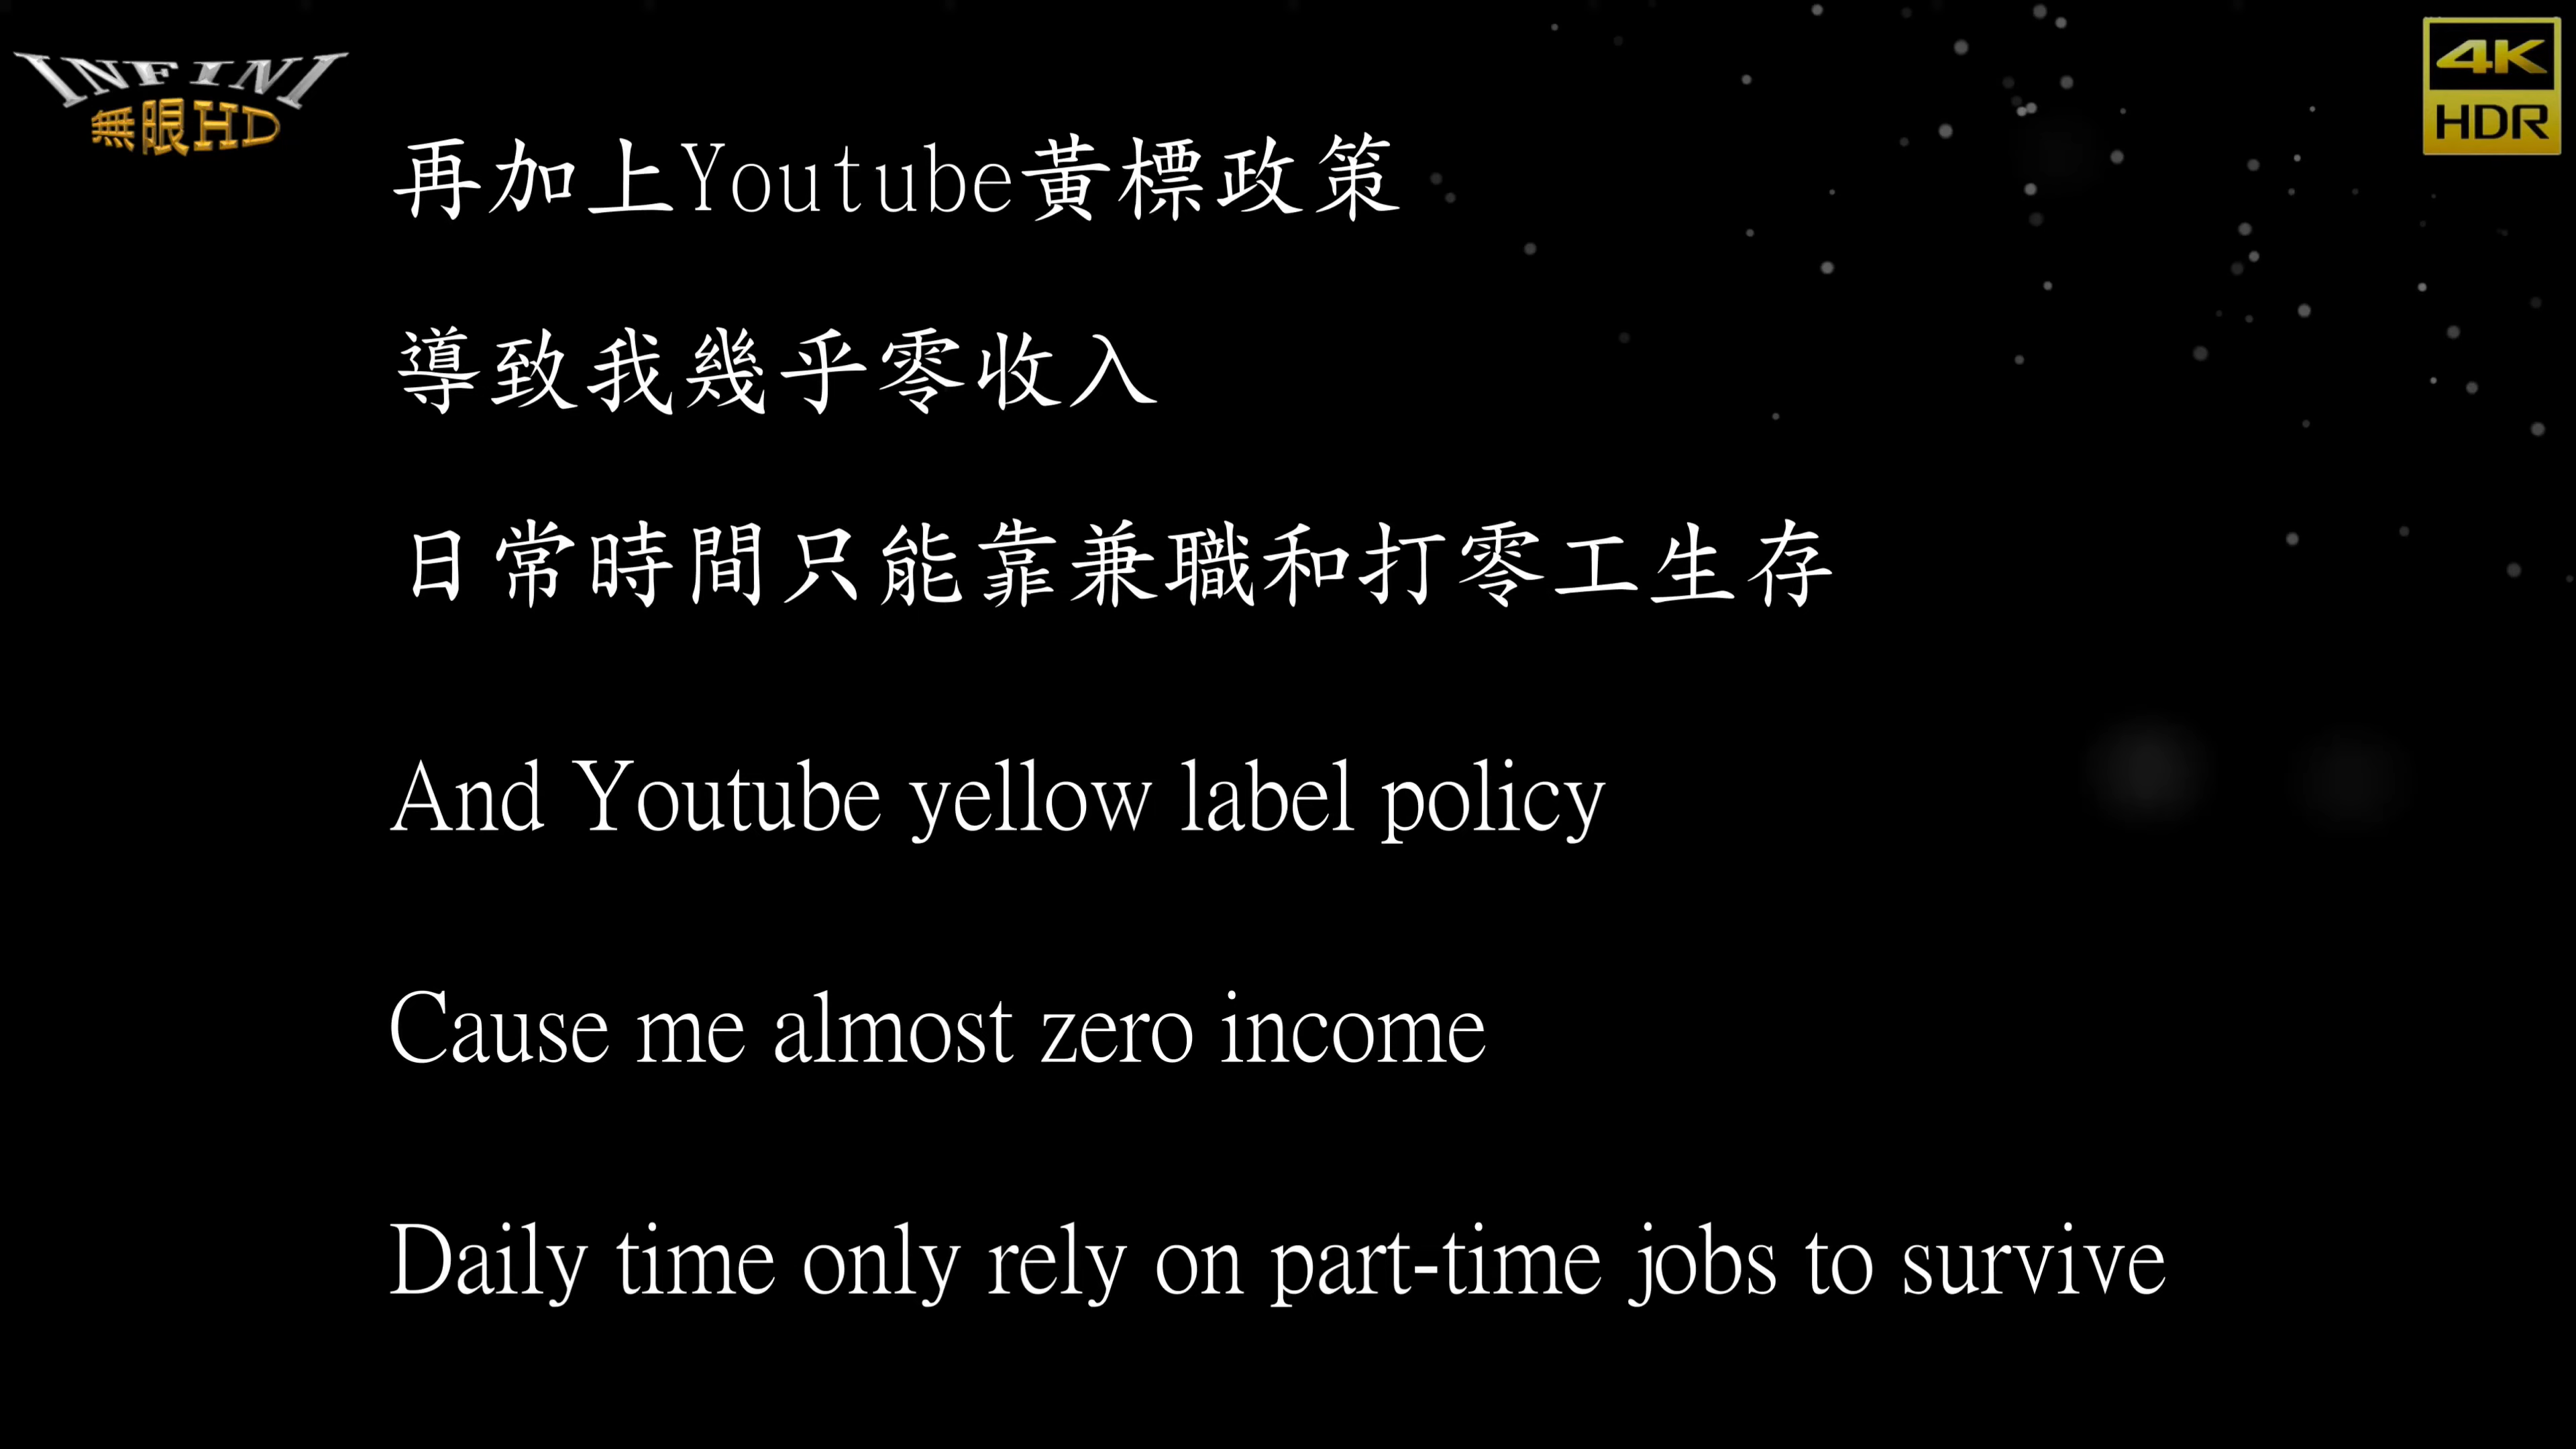 INFINI
無限HD
4K
HDR
再加上Youtube黃標政策
導致我幾乎零收入
日常時間只能靠兼職和打零工生存
And Youtube yellow label policy
Cause me almost zero income
Daily time only rely on part-time jobs to survive